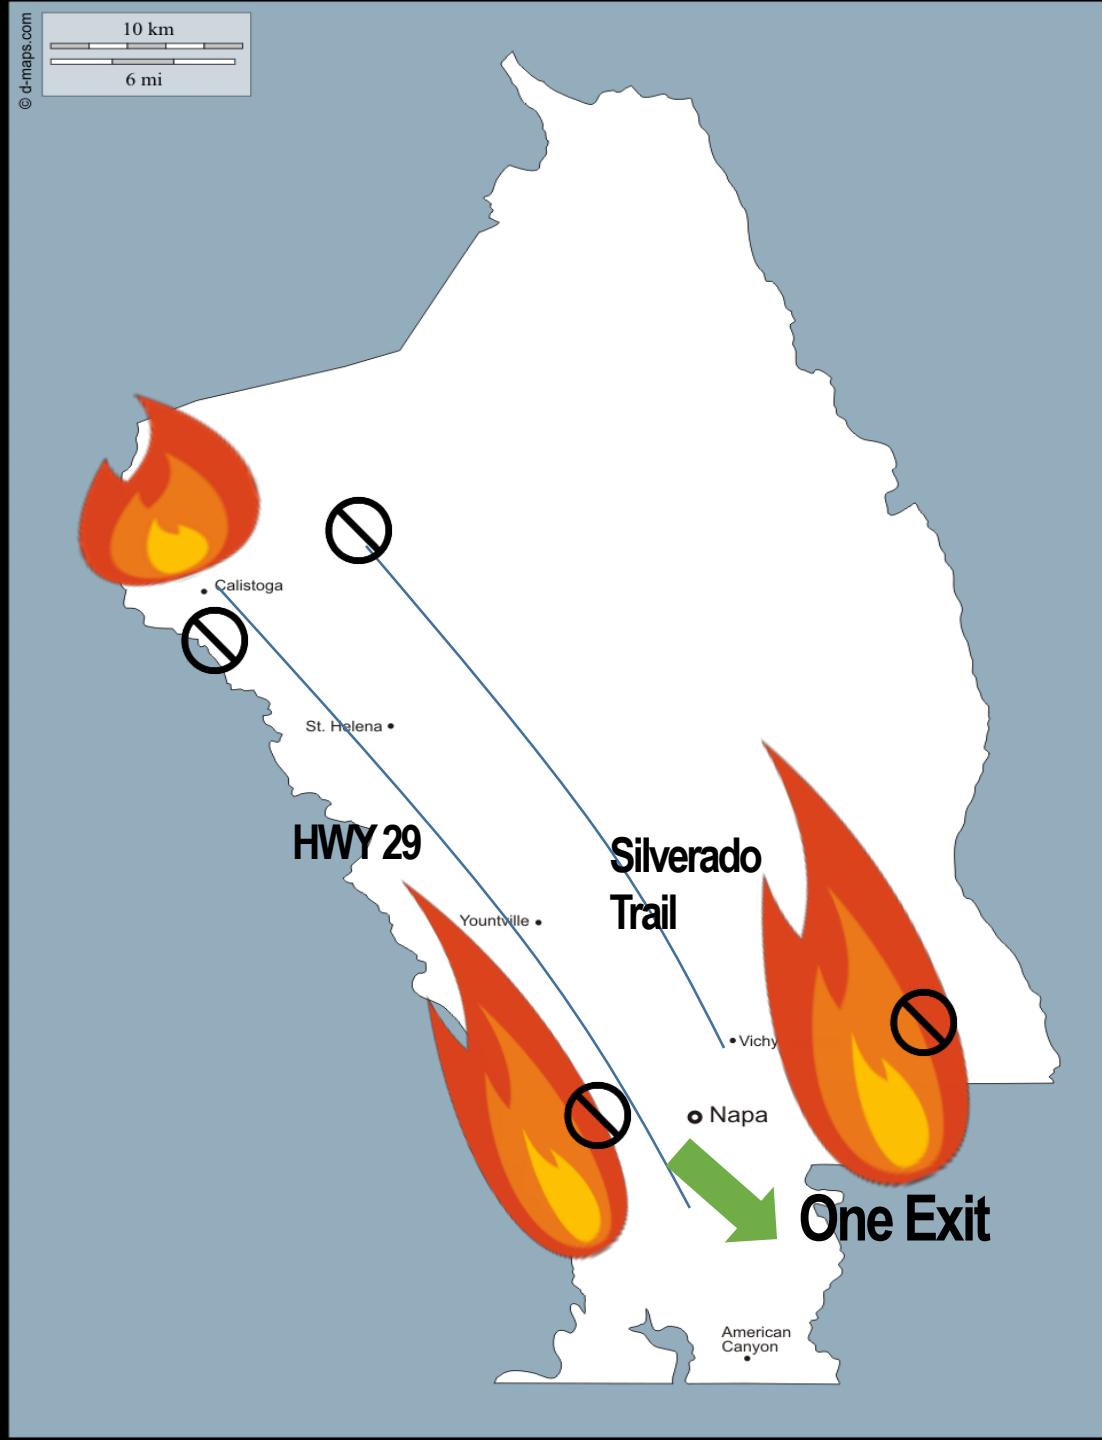 © d-maps.com
10 km
6 mi
Calistoga
St. Helena
HWY 29
Silverado
Trail
Yountville
Vichy
Napa
One Exit
American
Canyon